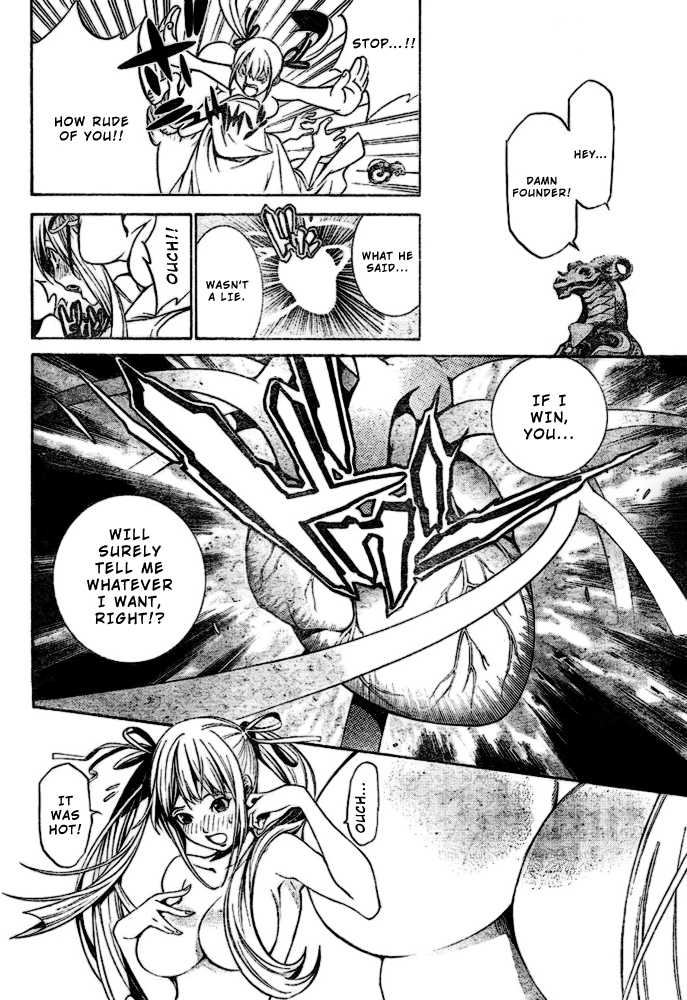 HEY...
DAMN
FOUNDER!
STOP...!!
HOW RUDE
OF YOU!!
WHAT HE
SAID...
WASN'T
A LIE.
OUCH!!
IF I
WIN,
YOU...
WILL
SURELY
TELL ME
WHATEVER
I WANT,
RIGHT!?
OUCH...
IT
WAS
HOT!